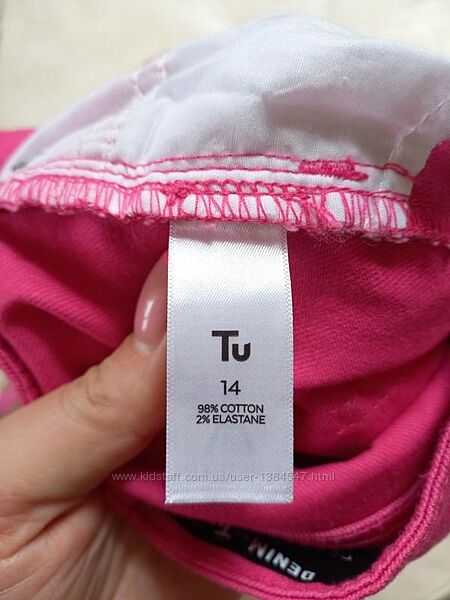 Tu
14
98% COTTON
2% ELASTANE
www.kidstaff.com.ua/user-1384547.html
DENIM